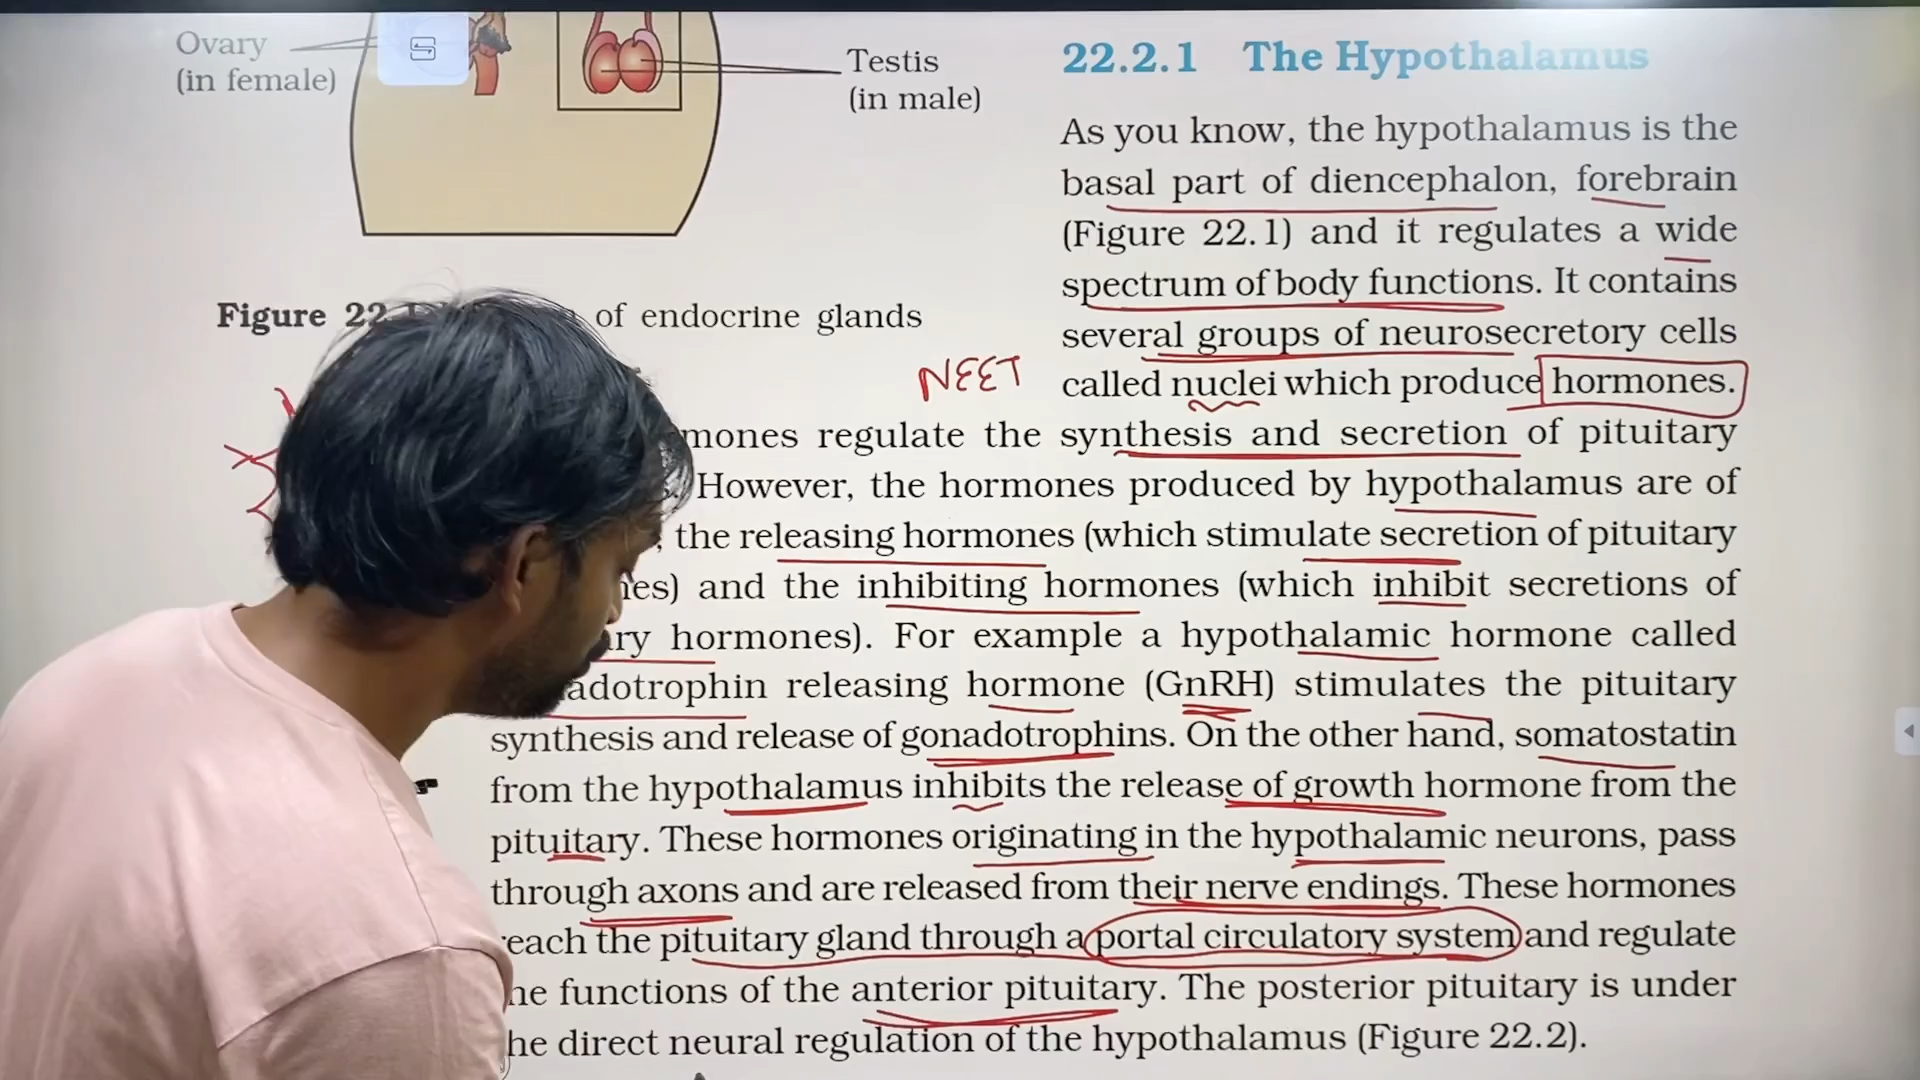 Ovary
(in female)
Testis
(in male)
Figure 22. of endocrine glands
22.2.1 The Hypothalamus
As you know, the hypothalamus is the
basal part of diencephalon, forebrain
(Figure 22.1) and it regulates a wide
spectrum of body functions. It contains
several groups of neurosecretory cells
NEET
called nuclei which produce hormones.
mones regulate the synthesis and secretion of pituitary
However, the hormones produced by hypothalamus are of
, the releasing hormones (which stimulate secretion of pituitary
nes) and the inhibiting hormones (which inhibit secretions of
ary hormones). For example a hypothalamic hormone called
adotrophin releasing hormone (GnRH) stimulates the pituitary
synthesis and release of gonadotrophins. On the other hand, somatostatin
from the hypothalamus inhibits the release of growth hormone from the
pituitary. These hormones originating in the hypothalamic neurons, pass
through axons and are released from their nerve endings. These hormones
reach the pituitary gland through a portal circulatory system and regulate
he functions of the anterior pituitary. The posterior pituitary is under
he direct neural regulation of the hypothalamus (Figure 22.2).